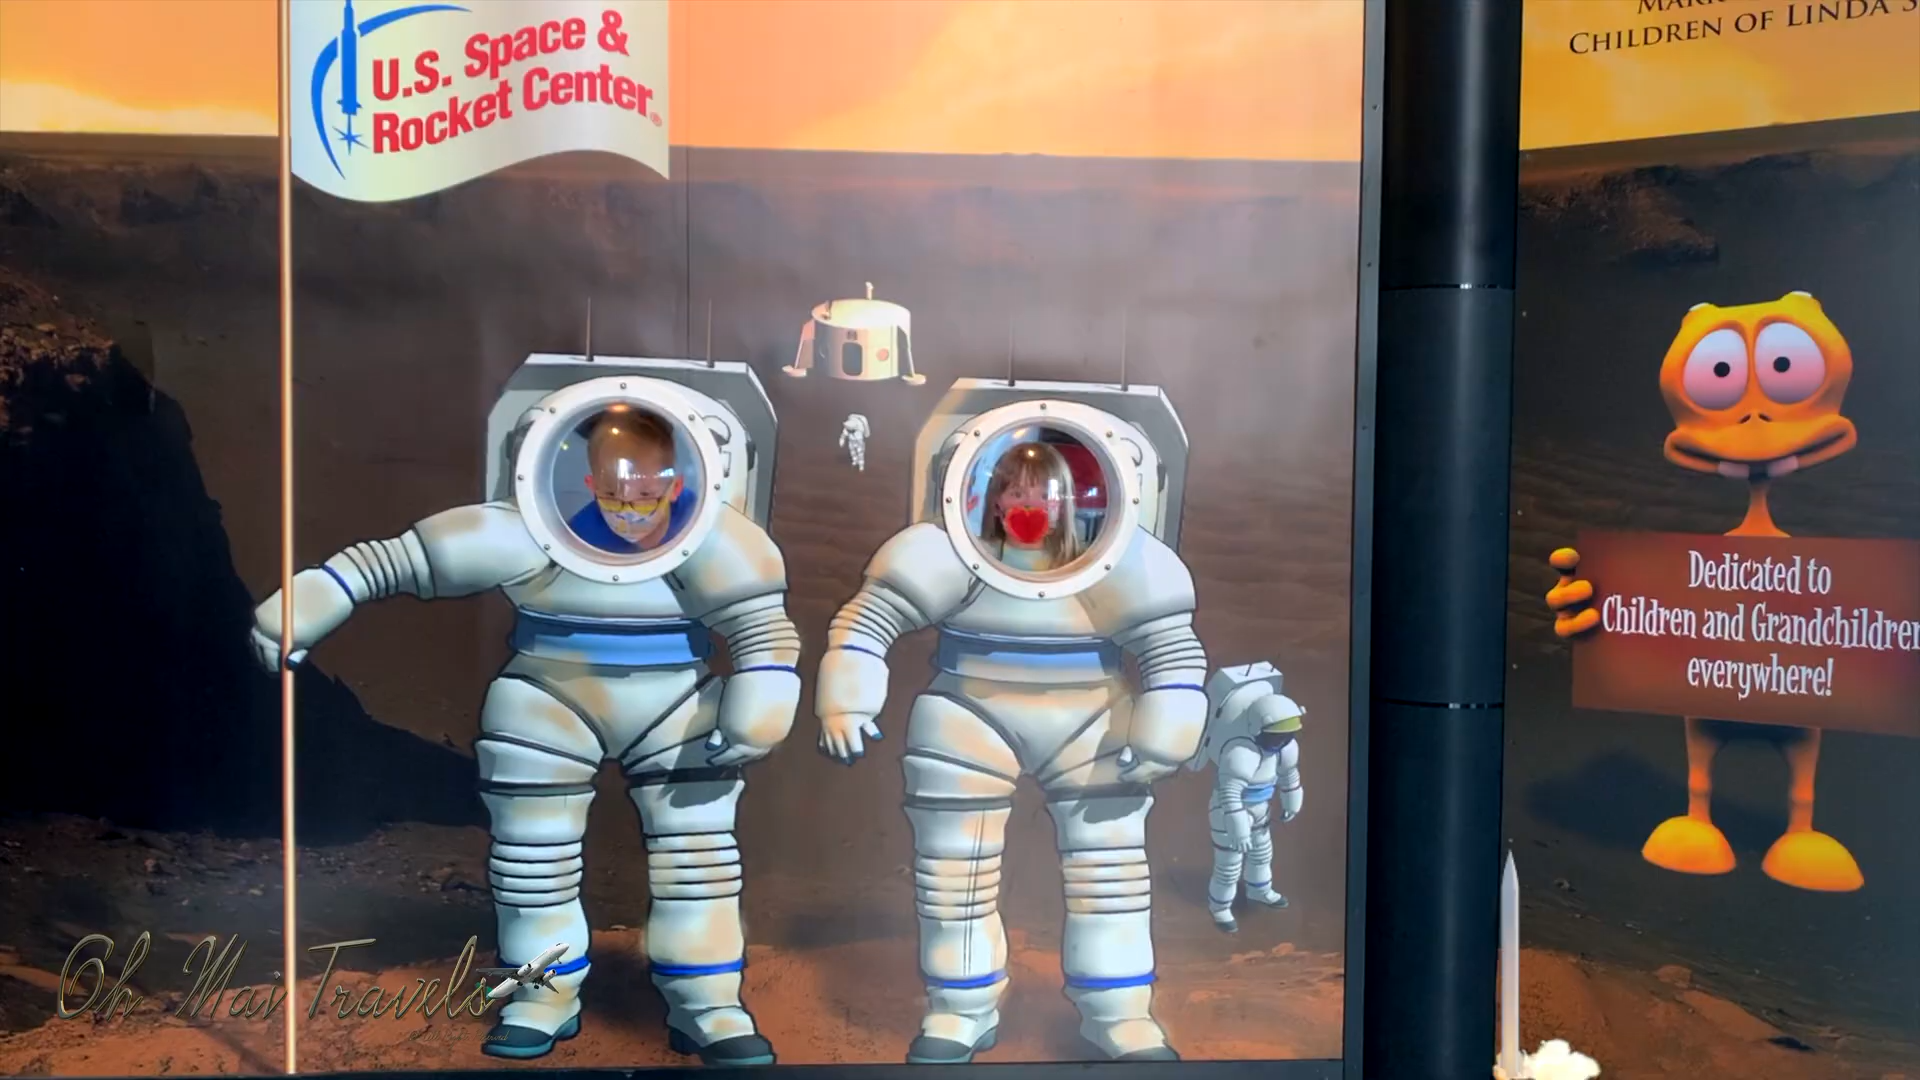 U.S. Space &
Rocket Center®
CHILDREN OF LINDA
Dedicated to
Children and Grandchildren
everywhere!
Oh Mai Travels